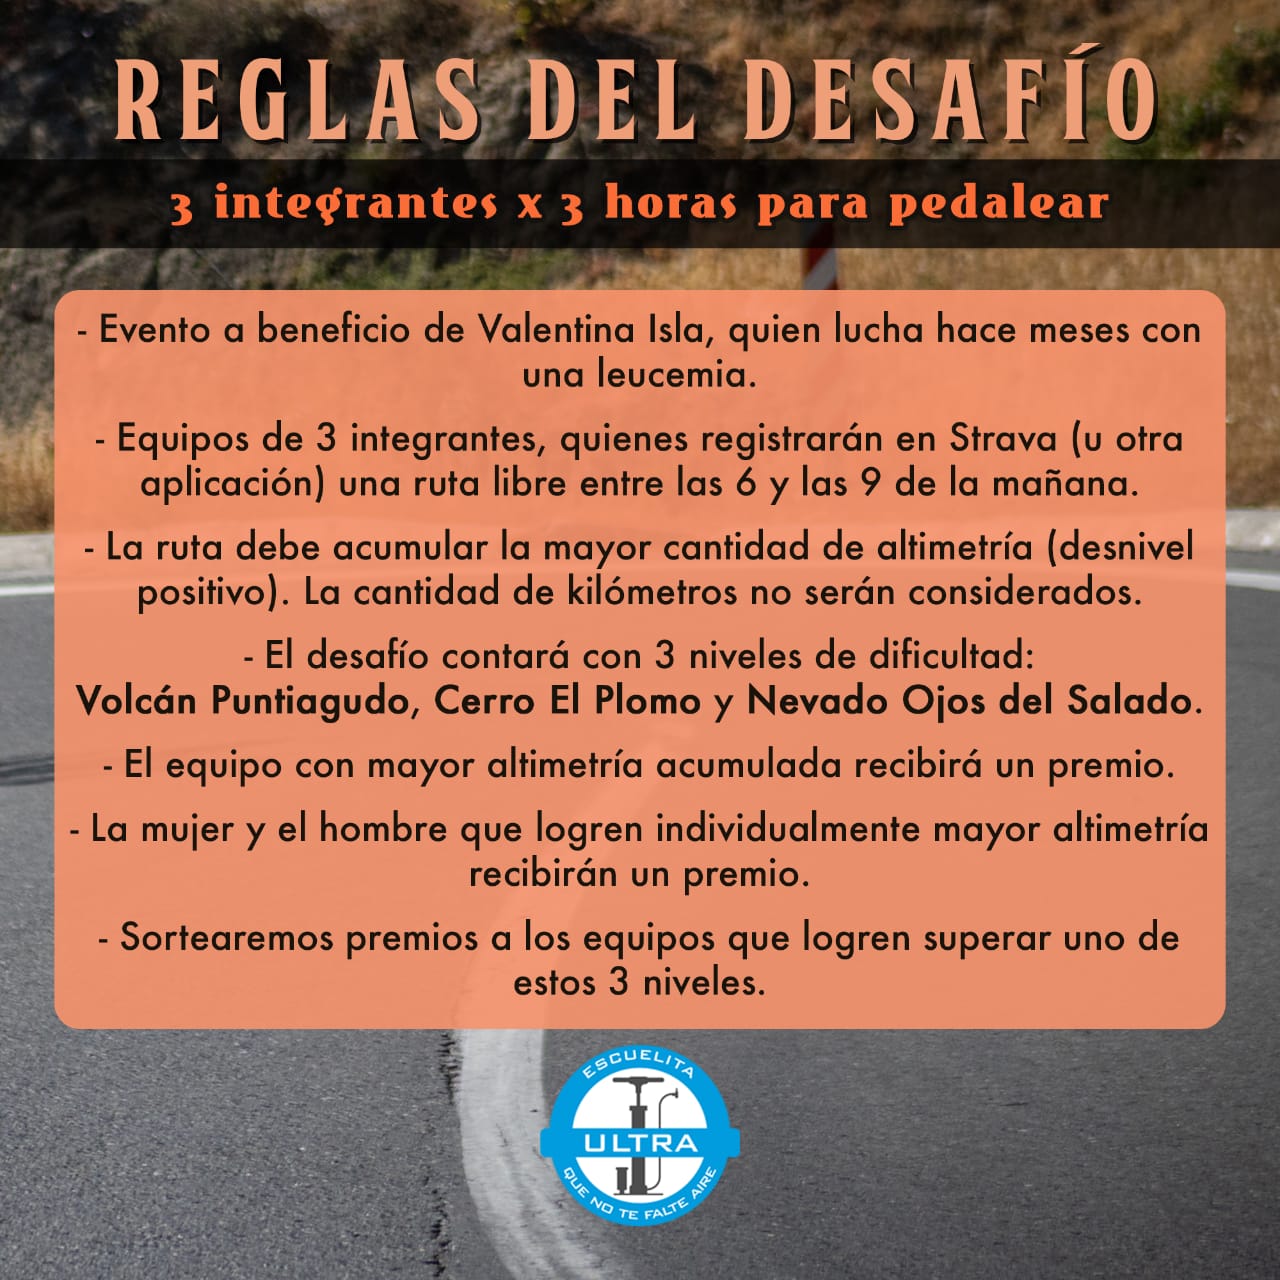 REGLAS DEL DESAFÍO
3 integrantes x 3 horas para pedalear
- Evento a beneficio de Valentina Isla, quien lucha hace meses con
una leucemia.
- Equipos de 3 integrantes, quienes registrarán en Strava (u otra
aplicación) una ruta libre entre las 6 y las 9 de la mañana.
- La ruta debe acumular la mayor cantidad de altimetría (desnivel
positivo). La cantidad de kilómetros no serán considerados.
- El desafío contará con 3 niveles de dificultad:
Volcán Puntiagudo, Cerro El Plomo y Nevado Ojos del Salado.
- El equipo con mayor altimetría acumulada recibirá un premio.
- La mujer y el hombre que logren individualmente mayor altimetría
recibirán un premio.
- Sortearemos premios a los equipos que logren superar uno de
estos 3 niveles.
ESCUELITA
ULTRA
QUE NO TE FALTE AIRE